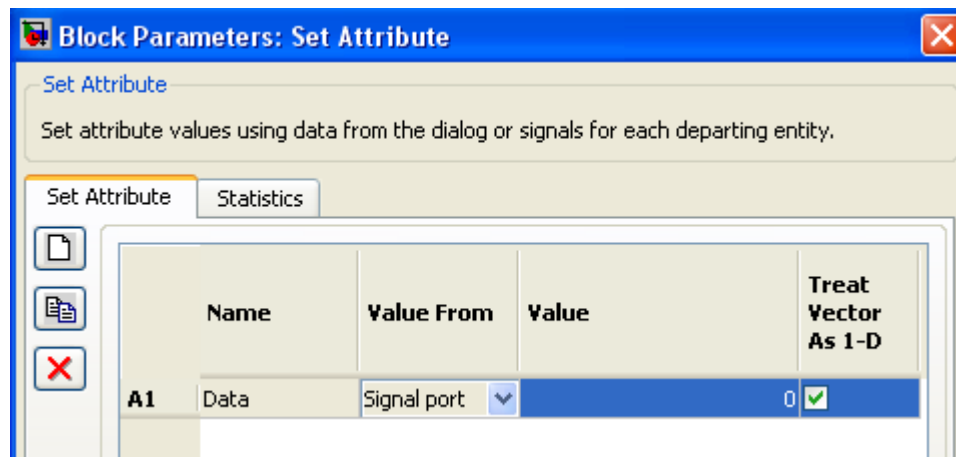 Block Parameters: Set Attribute
Set Attribute
Set attribute values using data from the dialog or signals for each departing entity.
Set Attribute Statistics
Name Value From Value Treat Vector As 1-D
A1 Data Signal port 0